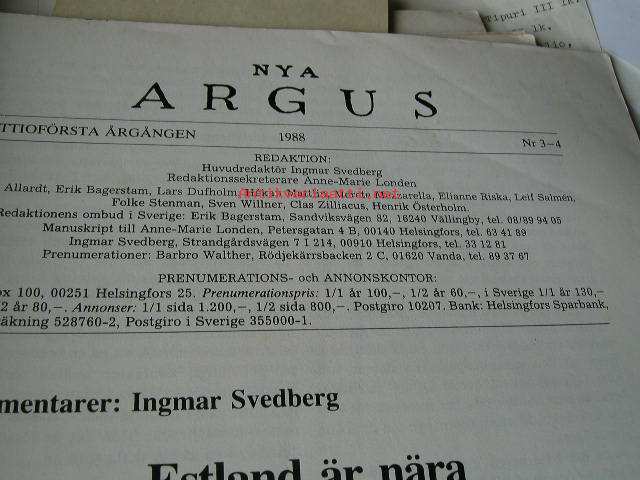 Tipuri III lk.
lk.
NYA
ARGUS
TTIOFÖRSTA ÅRGÅNGEN 1988 Nr 3–4
REDAKTION:
Huvudredaktör Ingmar Svedberg
Redaktionssekreterare Anne-Marie Londen
Allardt, Erik Bagerstam, Lars Dufholm, Merete Mazzarella, Elianne Riska, Leif Salmén,
Folke Stenman, Sven Willner, Clas Zilliacus, Henrik Österholm.
Redaktionens ombud i Sverige: Erik Bagerstam, Sandviksvägen 82, 16240 Vällingby, tel. 08/89 94 05
Manuskript till Anne-Marie Londen, Petersgatan 4 B, 00140 Helsingfors, tel. 63 41 89
Ingmar Svedberg, Strandgårdsvägen 7 I 214, 00910 Helsingfors, tel. 33 12 81
Prenumerationer: Barbro Walther, Rödjekärrsbacken 2 C, 01620 Vanda, tel. 89 37 67
PRENUMERATIONS- och ANNONSKONTOR:
ox 100, 00251 Helsingfors 25. Prenumerationspris: 1/1 år 100,–, 1/2 år 60,–, i Sverige 1/1 år 130,–
/2 år 80,–. Annonser: 1/1 sida 1.200,–, 1/2 sida 800,–. Postgiro 10207. Bank: Helsingfors Sparbank,
äkning 528760-2, Postgiro i Sverige 355000-1.
mentarer: Ingmar Svedberg
Estland är nära